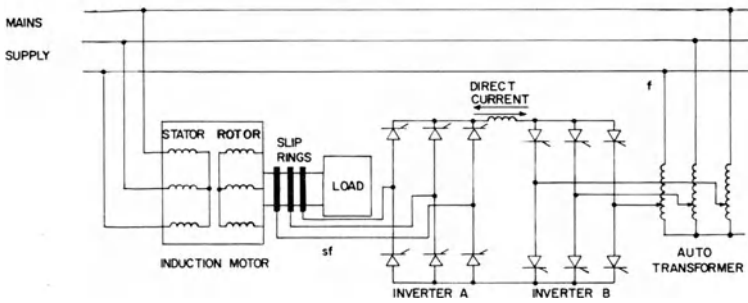 MAINS
SUPPLY
DIRECT
CURRENT
f
STATOR
ROTOR
SLIP
RINGS
LOAD
sf
INDUCTION MOTOR
INVERTER A
INVERTER B
AUTO
TRANSFORMER